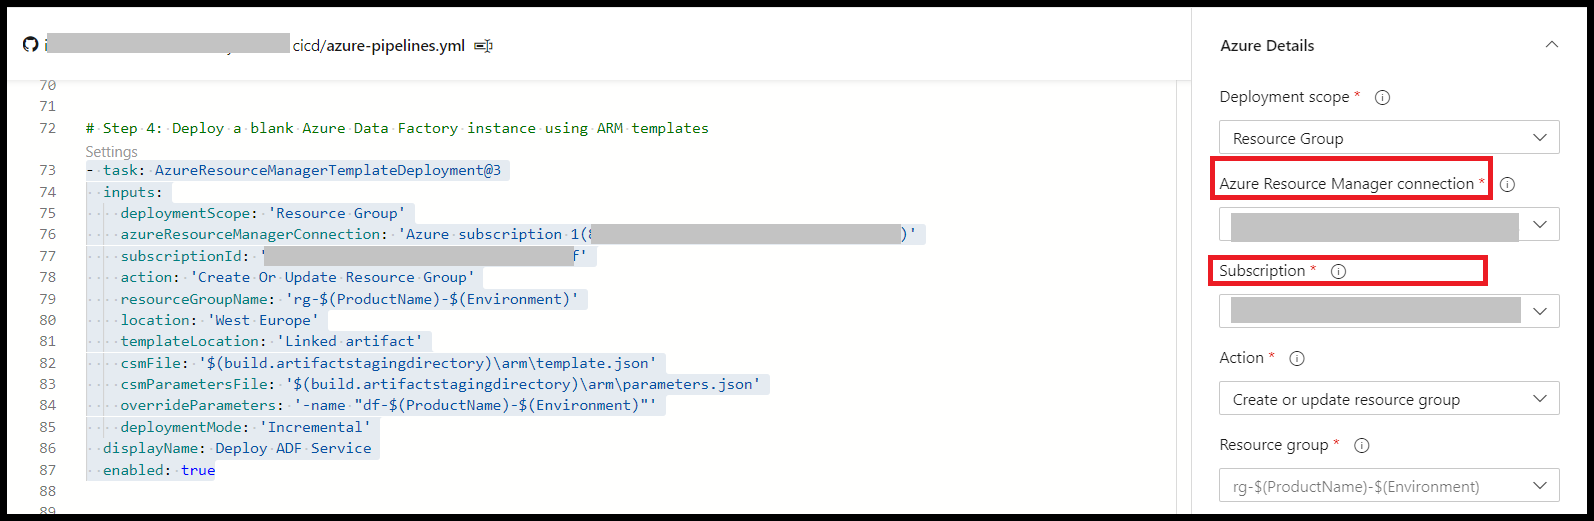 cicd/azure-pipelines.yml
70
71
72 # Step 4: Deploy a blank Azure Data Factory instance using ARM templates
Settings
73 - task: AzureResourceManagerTemplateDeployment@3
74 inputs:
75 deploymentScope: 'Resource Group'
76 azureResourceManagerConnection: 'Azure subscription 1( )'
77 subscriptionId: ' f'
78 action: 'Create Or Update Resource Group'
79 resourceGroupName: 'rg-$(ProductName)-$(Environment)'
80 location: 'West Europe'
81 templateLocation: 'Linked artifact'
82 csmFile: '$(build.artifactstagingdirectory)\arm\template.json'
83 csmParametersFile: '$(build.artifactstagingdirectory)\arm\parameters.json'
84 overrideParameters: '-name "df-$(ProductName)-$(Environment)"'
85 deploymentMode: 'Incremental'
86 displayName: Deploy ADF Service
87 enabled: true
88
89
Azure Details
Deployment scope *
Resource Group
Azure Resource Manager connection *
Subscription *
Action *
Create or update resource group
Resource group *
rg-$(ProductName)-$(Environment)